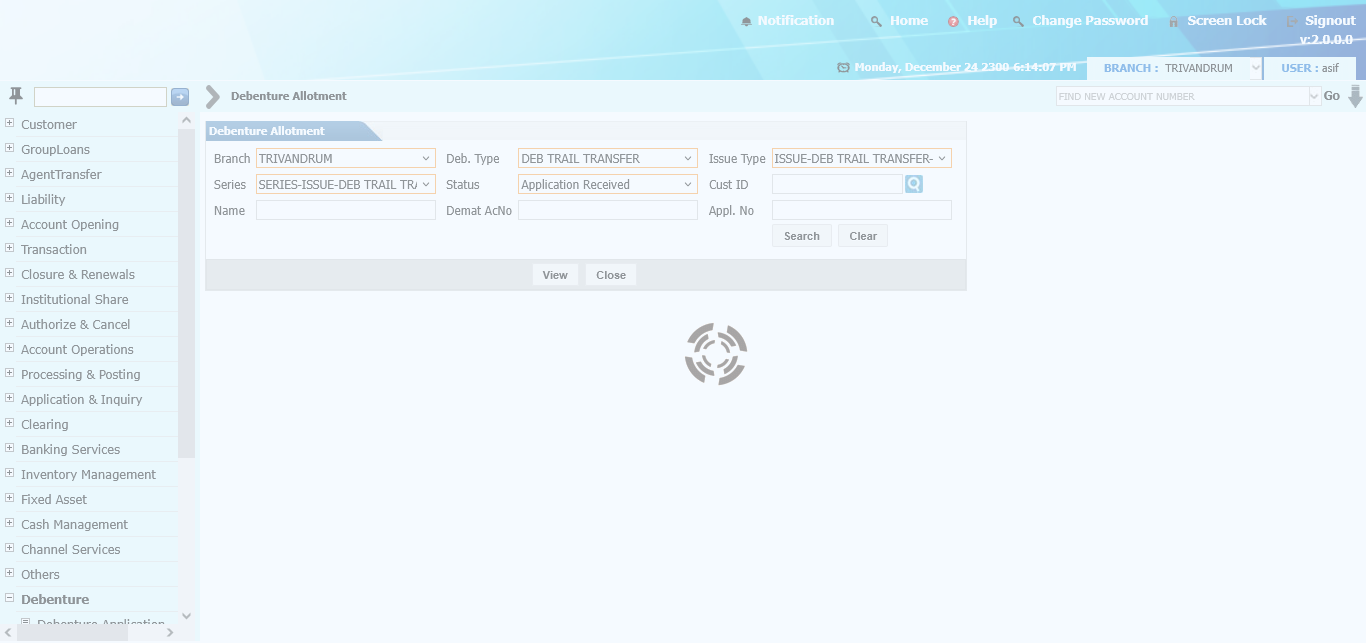 Notification Home Help Change Password Screen Lock Signout
v:2.0.0.0
Monday, December 24 2300 6:14:07 PM BRANCH : TRIVANDRUM USER : asif
Debenture Allotment FIND NEW ACCOUNT NUMBER Go
Customer
GroupLoans
AgentTransfer
Liability
Account Opening
Transaction
Closure & Renewals
Institutional Share
Authorize & Cancel
Account Operations
Processing & Posting
Application & Inquiry
Clearing
Banking Services
Inventory Management
Fixed Asset
Cash Management
Channel Services
Others
Debenture
Debenture Application
Debenture Allotment
Branch TRIVANDRUM Deb. Type DEB TRAIL TRANSFER Issue Type ISSUE-DEB TRAIL TRANSFER-
Series SERIES-ISSUE-DEB TRAIL TRA Status Application Received Cust ID
Name Demat AcNo Appl. No
Search Clear
View Close